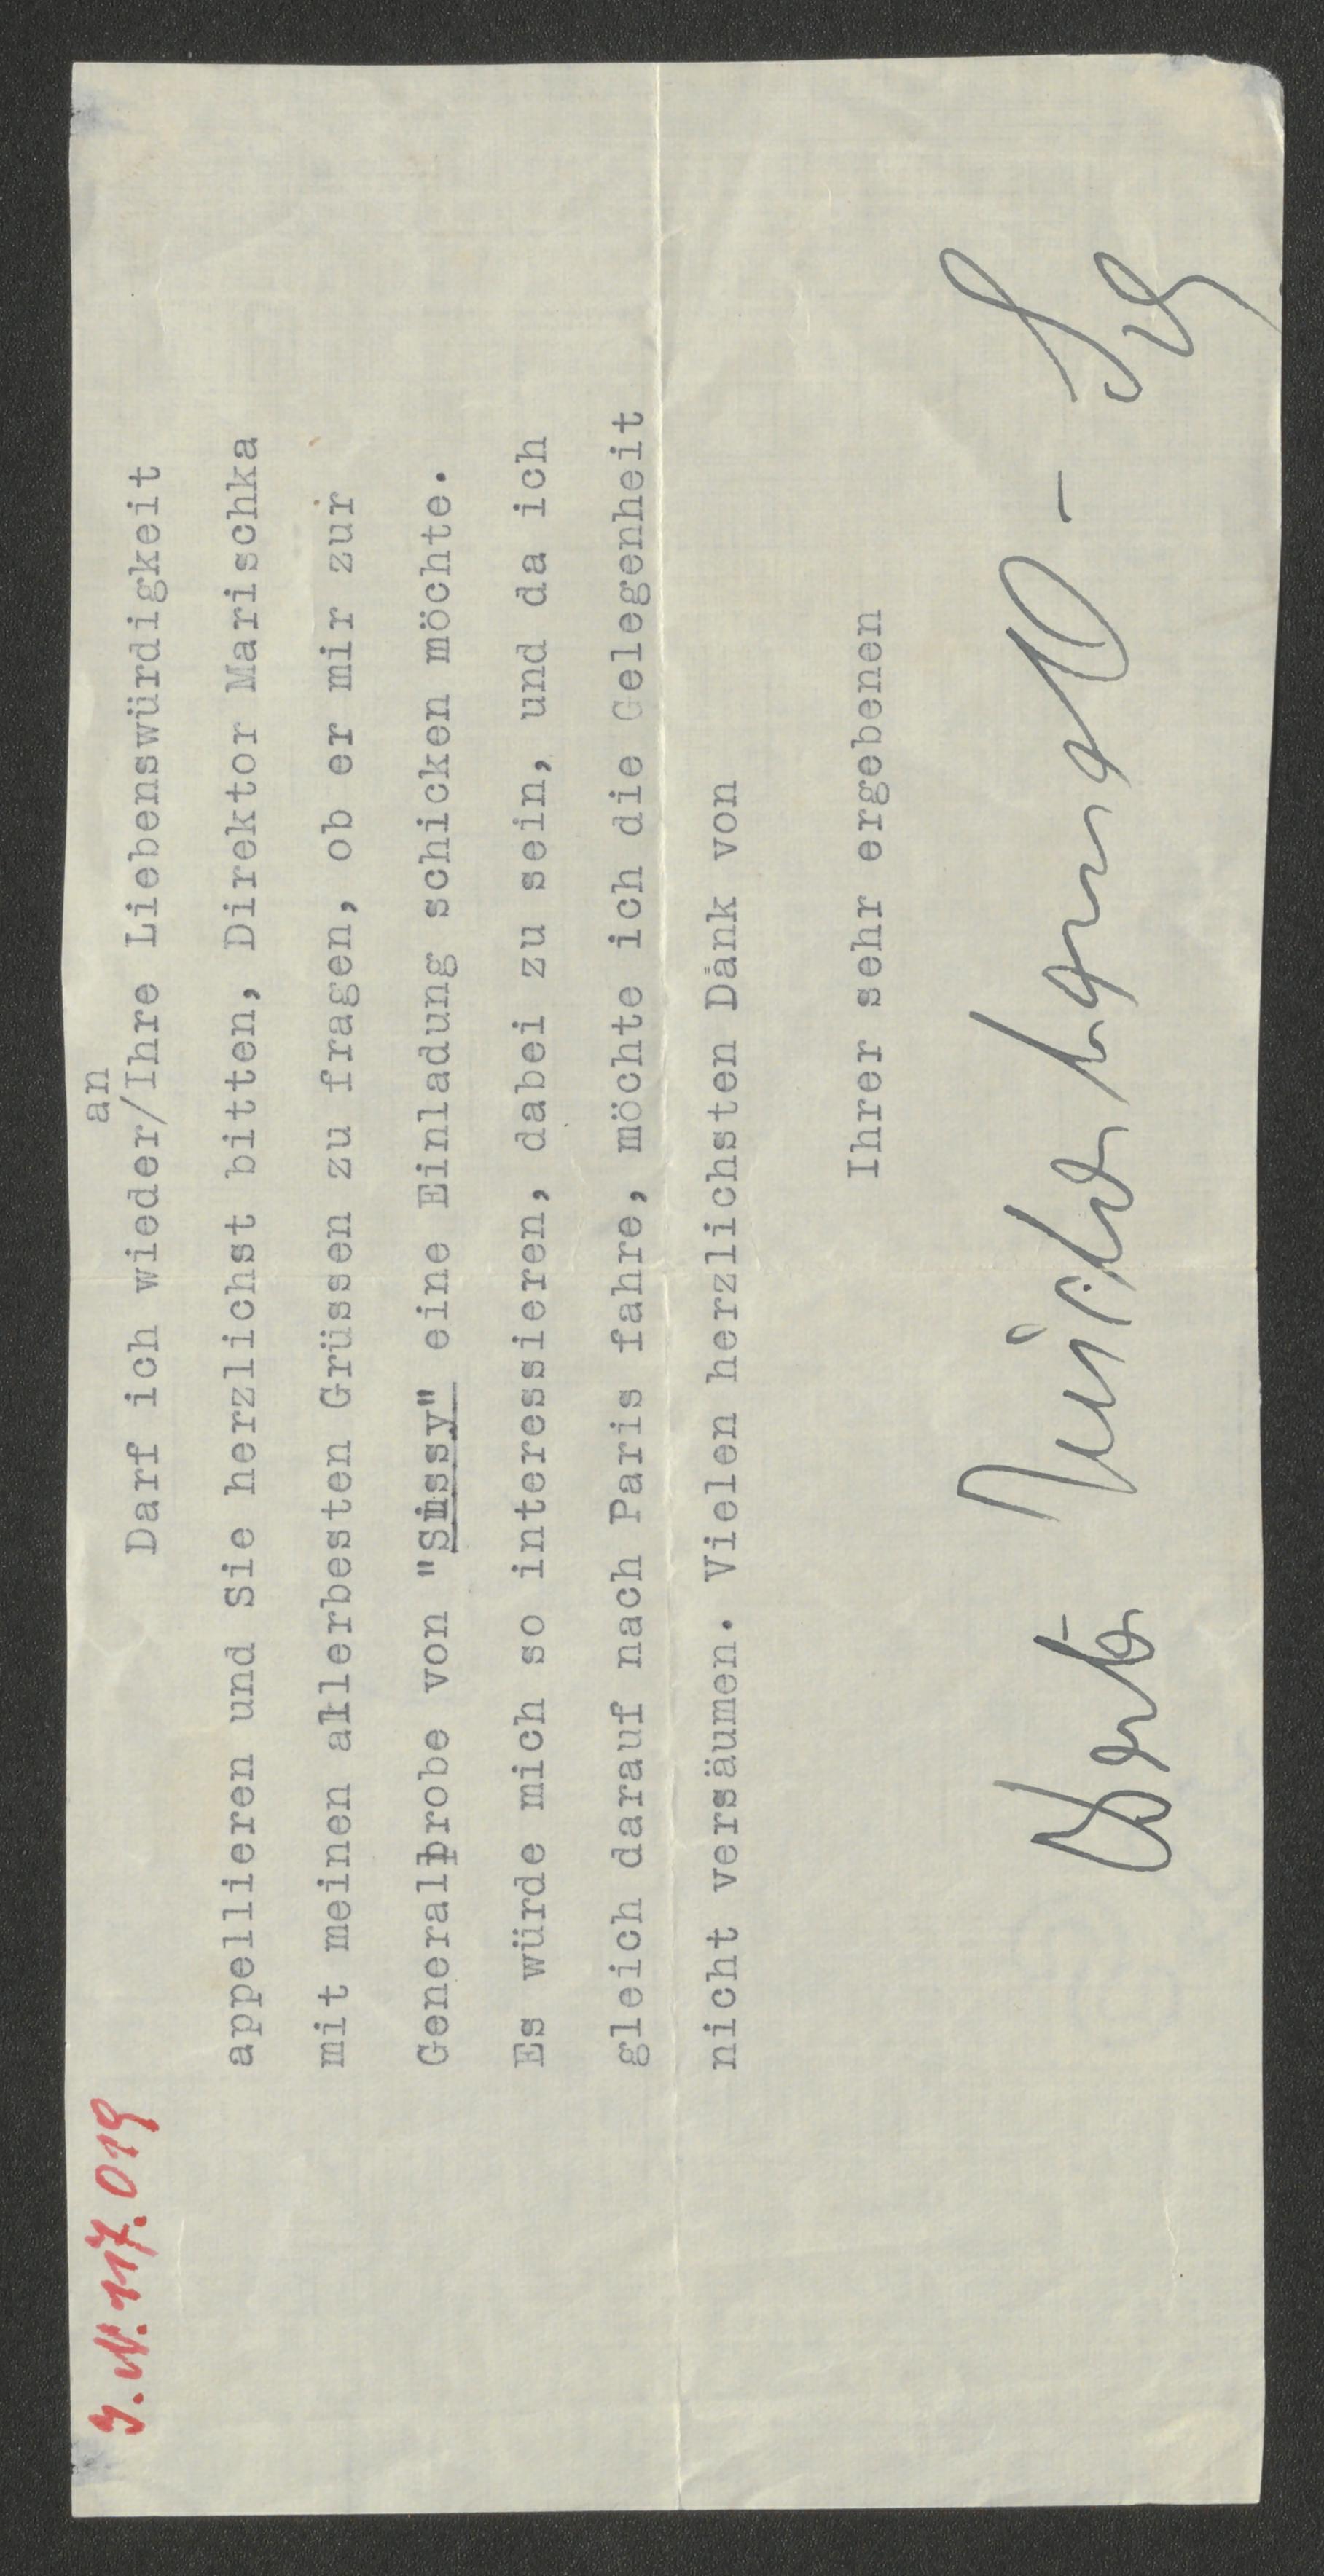 J.N. 117.019
an
Darf ich wieder/Ihre Liebenswürdigkeit
appellieren und Sie herzlichst bitten, Direktor Marischka
mit meinen allerbesten Grüssen zu fragen, ob er mir zur
Generalprobe von "Sissy" eine Einladung schicken möchte.
Es würde mich so interessieren, dabei zu sein, und da ich
gleich darauf nach Paris fahre, möchte ich die Gelegenheit
nicht versäumen. Vielen herzlichsten Dank von
Ihrer sehr ergebenen
Berta